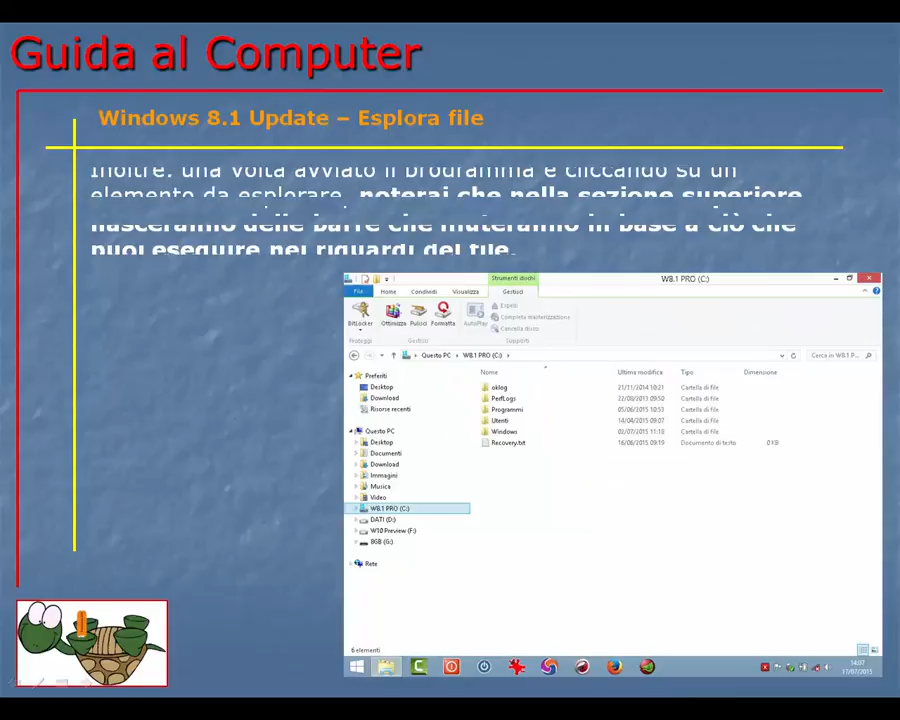 Guida al Computer
Windows 8.1 Update – Esplora file
Inoltre, una volta avviato il programma e cliccando su un
elemento da esplorare, noterai che nella sezione superiore
nasceranno delle barre che muteranno in base a ciò che
puoi eseguire nei riguardi del file.
Strumenti dischi W8.1 PRO (C:)
File Home Condividi Visualizza Gestisci
BitLocker Ottimizza Pulisci Formatta AutoPlay
Espelli
Completa masterizzazione
Cancella disco
Proteggi Gestisci Supporti
Questo PC W8.1 PRO (C:) Cerca in W8.1 P...
Nome Ultima modifica Tipo Dimensione
Preferiti
Desktop
Download
Risorse recenti
Questo PC
Desktop
Documenti
Download
Immagini
Musica
Video
W8.1 PRO (C:)
DATI (D:)
W10 Preview (F:)
8GB (G:)
Rete
oklog 21/11/2014 10:21 Cartella di file
PerfLogs 22/08/2013 09:50 Cartella di file
Programmi 05/06/2015 10:53 Cartella di file
Utenti 14/04/2015 09:07 Cartella di file
Windows 02/07/2015 11:18 Cartella di file
Recovery.txt 16/06/2015 09:19 Documento di testo 0 KB
6 elementi
14:07
17/07/2015